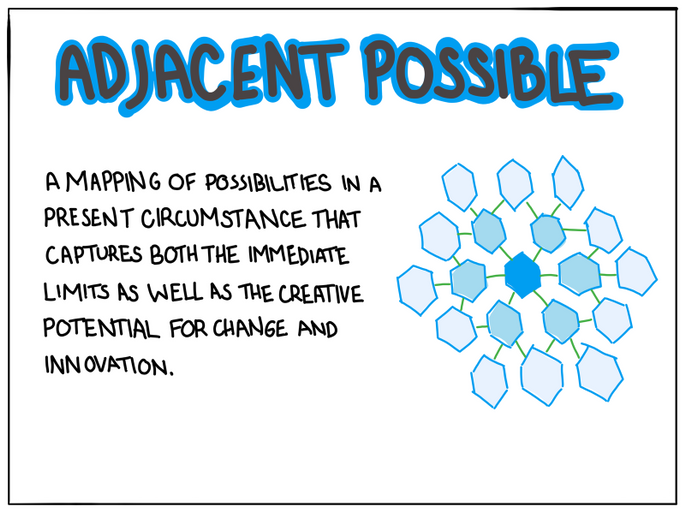 ADJACENT POSSIBLE
A MAPPING OF POSSIBILITIES IN A
PRESENT CIRCUMSTANCE THAT
CAPTURES BOTH THE IMMEDIATE
LIMITS AS WELL AS THE CREATIVE
POTENTIAL FOR CHANGE AND
INNOVATION.